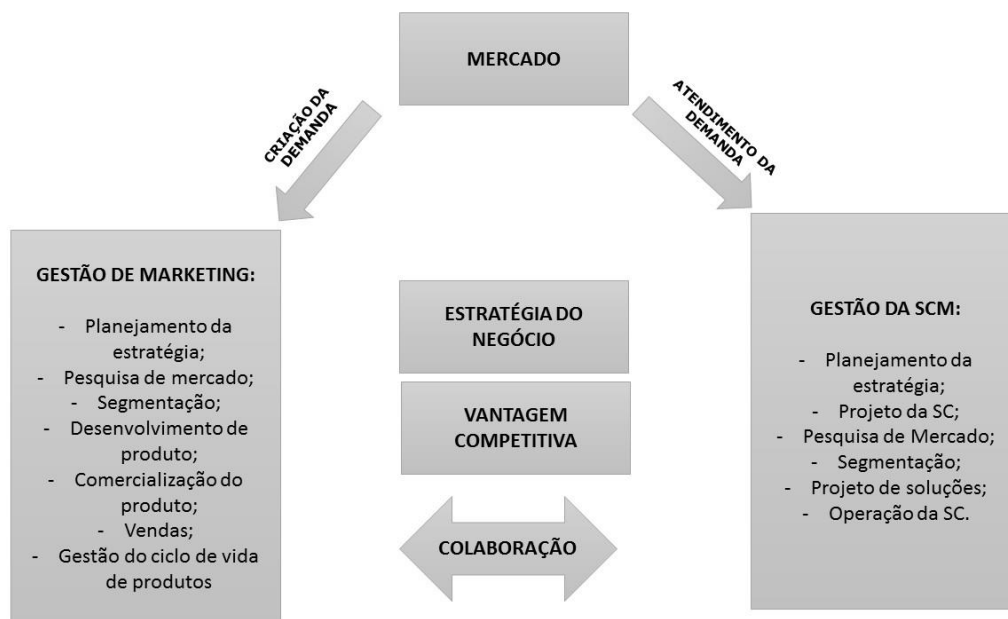 MERCADO
CRIAÇÃO DA
DEMANDA
ATENDIMENTO DA
DEMANDA
GESTÃO DE MARKETING:
- Planejamento da
estratégia;
- Pesquisa de mercado;
- Segmentação;
- Desenvolvimento de
produto;
- Comercialização do
produto;
- Vendas;
- Gestão do ciclo de vida
de produtos
ESTRATÉGIA DO
NEGÓCIO
VANTAGEM
COMPETITIVA
COLABORAÇÃO
GESTÃO DA SCM:
- Planejamento da
estratégia;
- Projeto da SC;
- Pesquisa de Mercado;
- Segmentação;
- Projeto de soluções;
- Operação da SC.